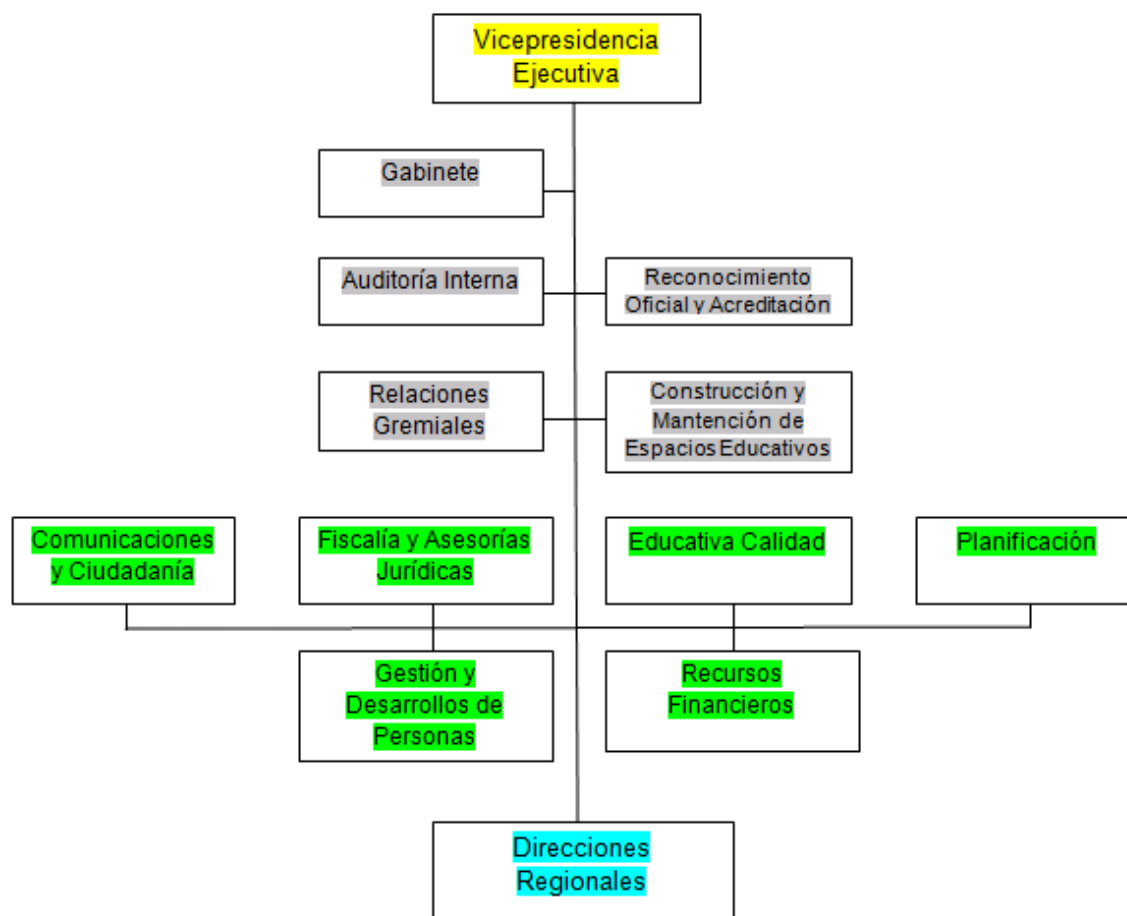 Vicepresidencia
Ejecutiva
Gabinete
Auditoría Interna
Reconocimiento
Oficial y Acreditación
Relaciones
Gremiales
Construcción y
Mantención de
Espacios Educativos
Comunicaciones
y Ciudadanía
Fiscalía y Asesorías
Jurídicas
Educativa Calidad
Planificación
Gestión y
Desarrollos de
Personas
Recursos
Financieros
Direcciones
Regionales